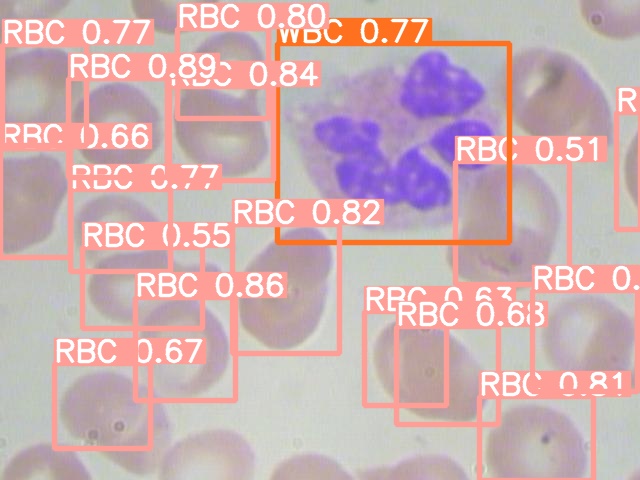 RBC 0.80
RBC 0.77
WBC 0.77
RBC 0.89
RBC 0.84
R
RBC 0.66
RBC 0.51
RBC 0.77
RBC 0.82
RBC 0.55
RBC 0.
RBC 0.86
RBC 0.63
RBC 0.68
RBC 0.67
RBC 0.81